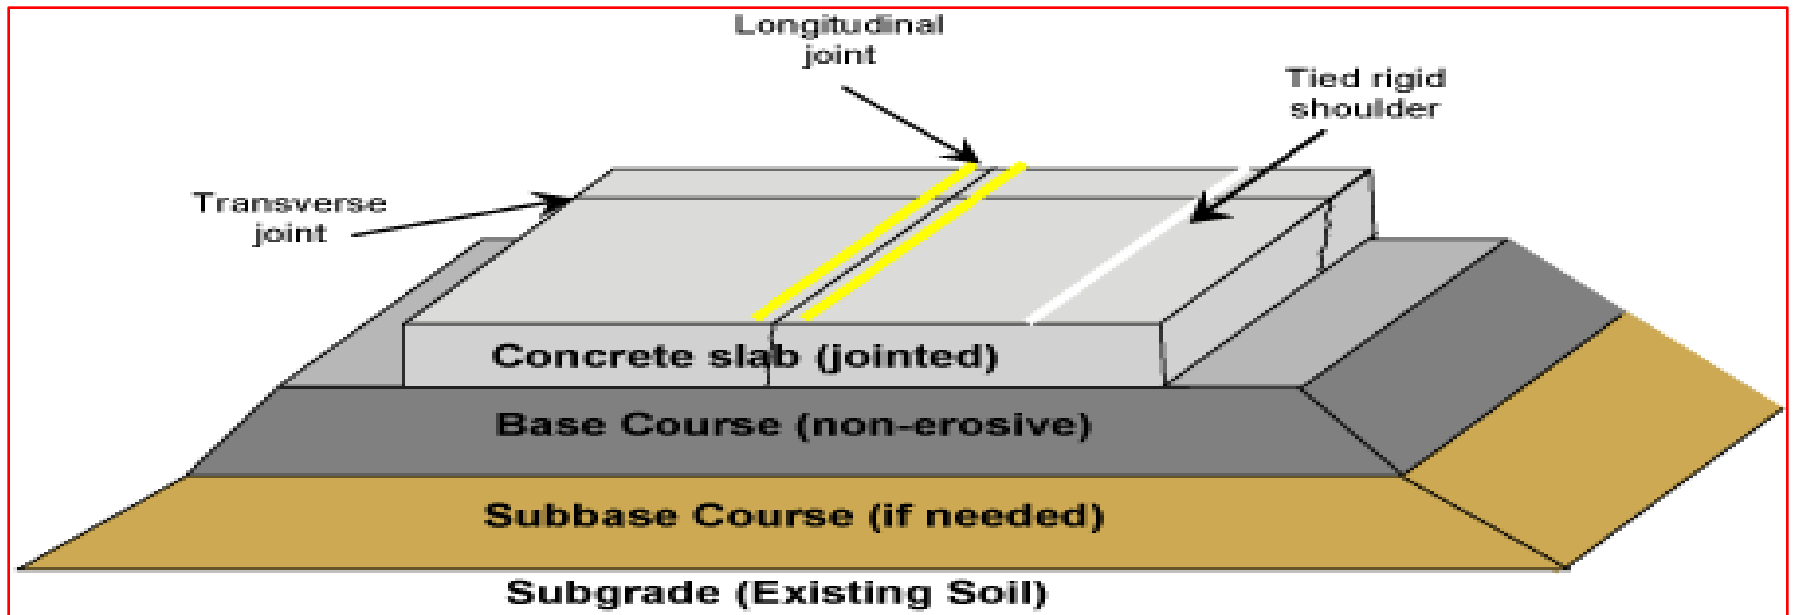 Longitudinal
joint
Tied rigid
shoulder
Transverse
joint
Concrete slab (jointed)
Base Course (non-erosive)
Subbase Course (if needed)
Subgrade (Existing Soil)